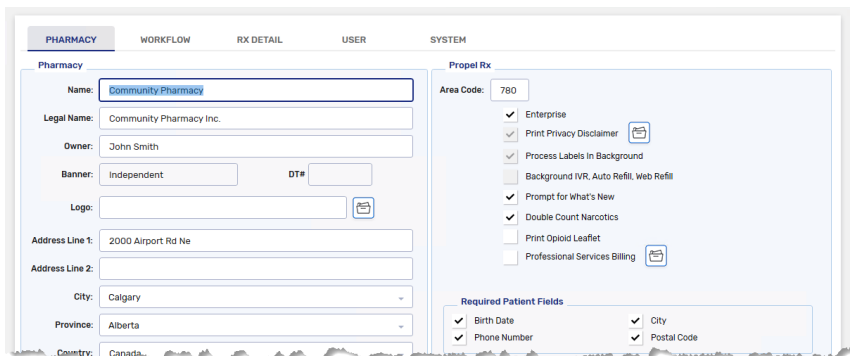 PHARMACY WORKFLOW RX DETAIL USER SYSTEM
Pharmacy
Name: Community Pharmacy
Legal Name: Community Pharmacy Inc.
Owner: John Smith
Banner: Independent DT#
Logo:
Address Line 1: 2000 Airport Rd Ne
Address Line 2:
City: Calgary
Province: Alberta
Country: Canada
Propel Rx
Area Code: 780
Enterprise
Print Privacy Disclaimer
Process Labels In Background
Background IVR, Auto Refill, Web Refill
Prompt for What's New
Double Count Narcotics
Print Opioid Leaflet
Professional Services Billing
Required Patient Fields
Birth Date City
Phone Number Postal Code